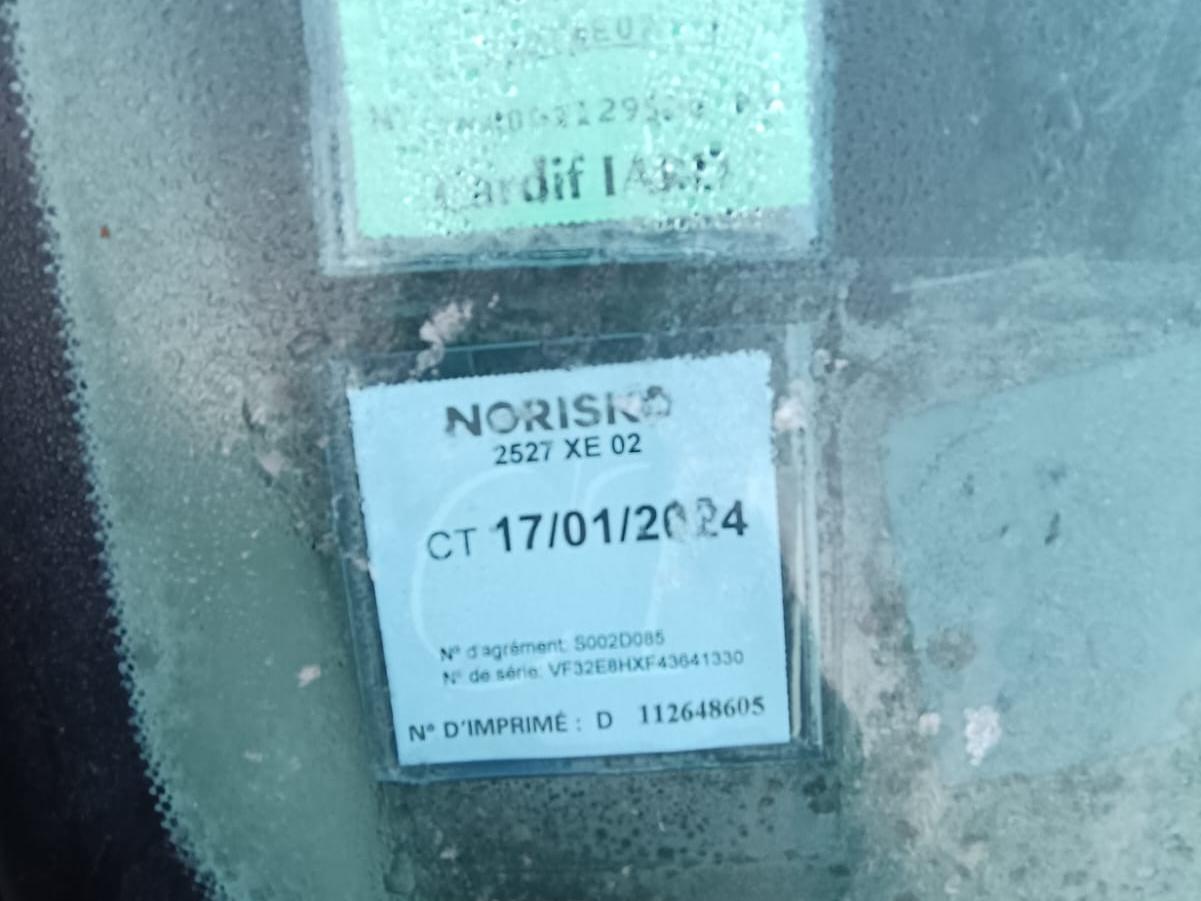 Cardif IARD
NORISKO
2527 XE 02
CT 17/01/2024
N° d'agrément: S002D085
N° de série: VF32E8HXF43641330
N° D'IMPRIMÉ : D 112648605